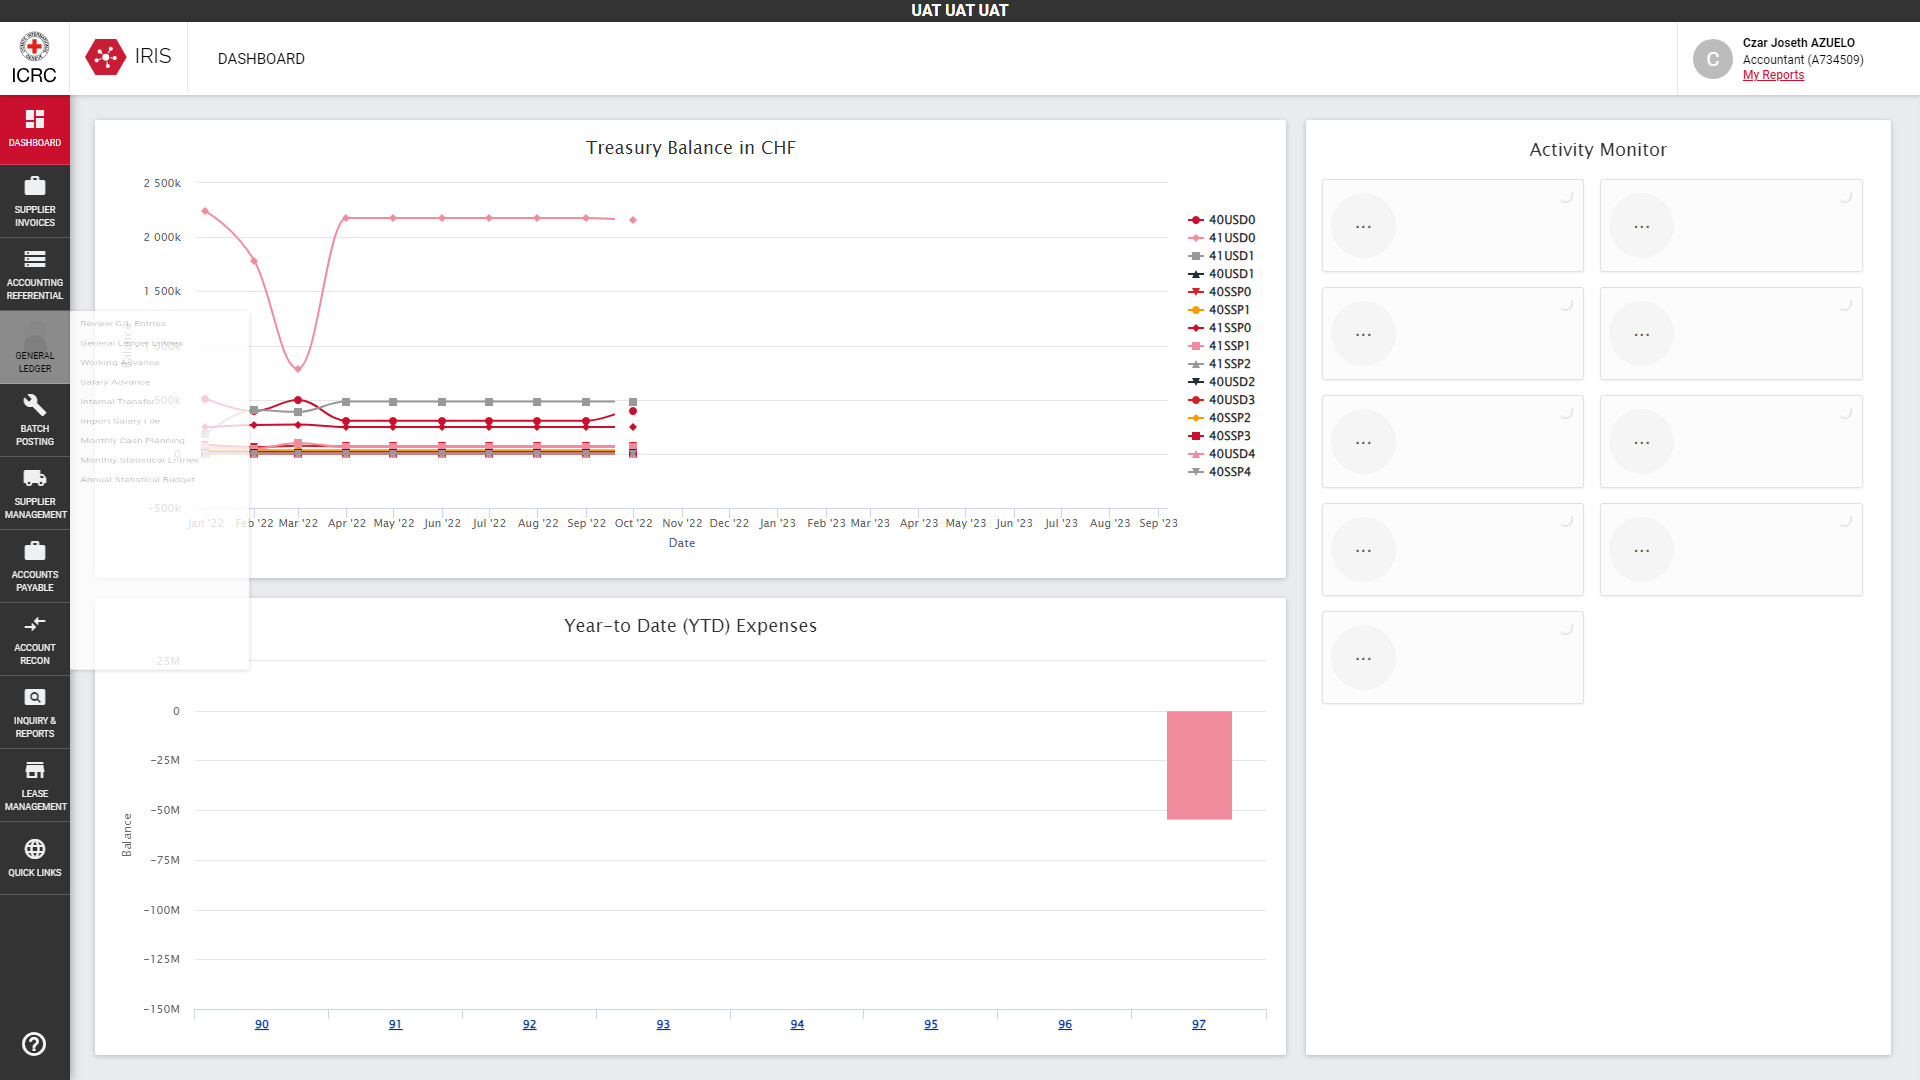 UAT UAT UAT
ICRC
IRIS
DASHBOARD
C
Czar Joseth AZUELO
Accountant (A734509)
My Reports
DASHBOARD
SUPPLIER
INVOICES
ACCOUNTING
REFERENTIAL
GENERAL
LEDGER
BATCH
POSTING
SUPPLIER
MANAGEMENT
ACCOUNTS
PAYABLE
ACCOUNT
RECON
INQUIRY &
REPORTS
LEASE
MANAGEMENT
QUICK LINKS
Review G/L Entries
General Ledger Entries
Working Advance
Salary Advance
Internal Transfer
Import Salary File
Monthly Cash Planning
Monthly Statistical Entries
Annual Statistical Budget
Treasury Balance in CHF
2 500k
2 000k
1 500k
1 000k
500k
0
-500k
Balance
Jan '22 Feb '22 Mar '22 Apr '22 May '22 Jun '22 Jul '22 Aug '22 Sep '22 Oct '22 Nov '22 Dec '22 Jan '23 Feb '23 Mar '23 Apr '23 May '23 Jun '23 Jul '23 Aug '23 Sep '23
Date
40USD0
41USD0
41USD1
40USD1
40SSP0
40SSP1
41SSP0
41SSP1
41SSP2
40USD2
40USD3
40SSP2
40SSP3
40USD4
40SSP4
Year-to Date (YTD) Expenses
25M
0
-25M
-50M
-75M
-100M
-125M
-150M
Balance
90 91 92 93 94 95 96 97
Activity Monitor
... ...
... ...
... ...
... ...
...